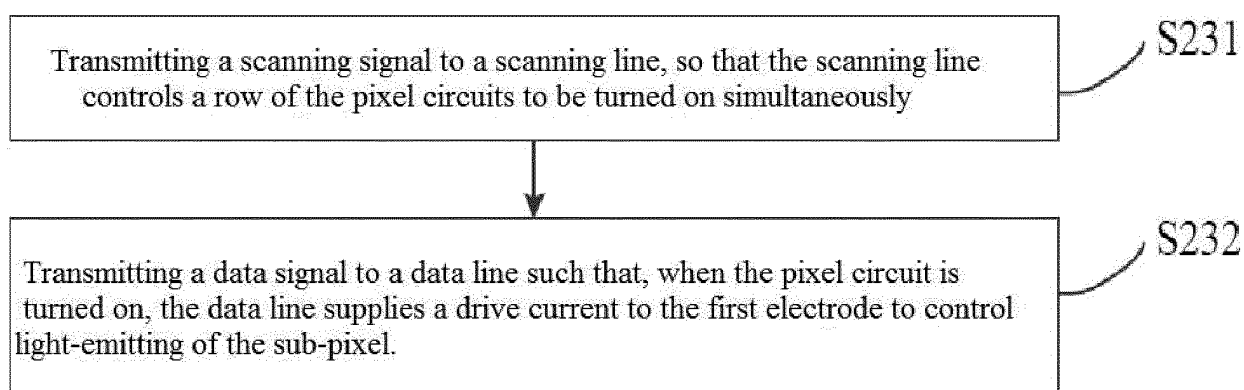 Transmitting a scanning signal to a scanning line, so that the scanning line
controls a row of the pixel circuits to be turned on simultaneously
S231
Transmitting a data signal to a data line such that, when the pixel circuit is
turned on, the data line supplies a drive current to the first electrode to control
light-emitting of the sub-pixel.
S232